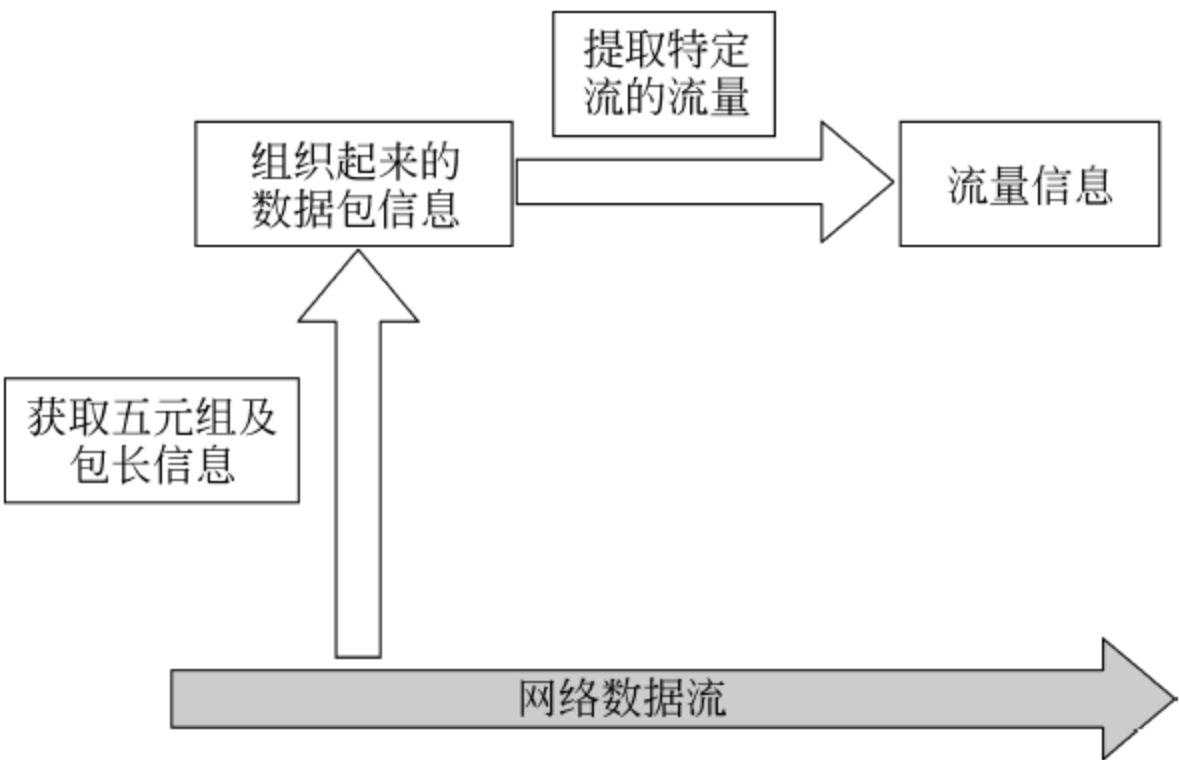 提取特定
流的流量
组织起来的
数据包信息
流量信息
获取五元组及
包长信息
网络数据流